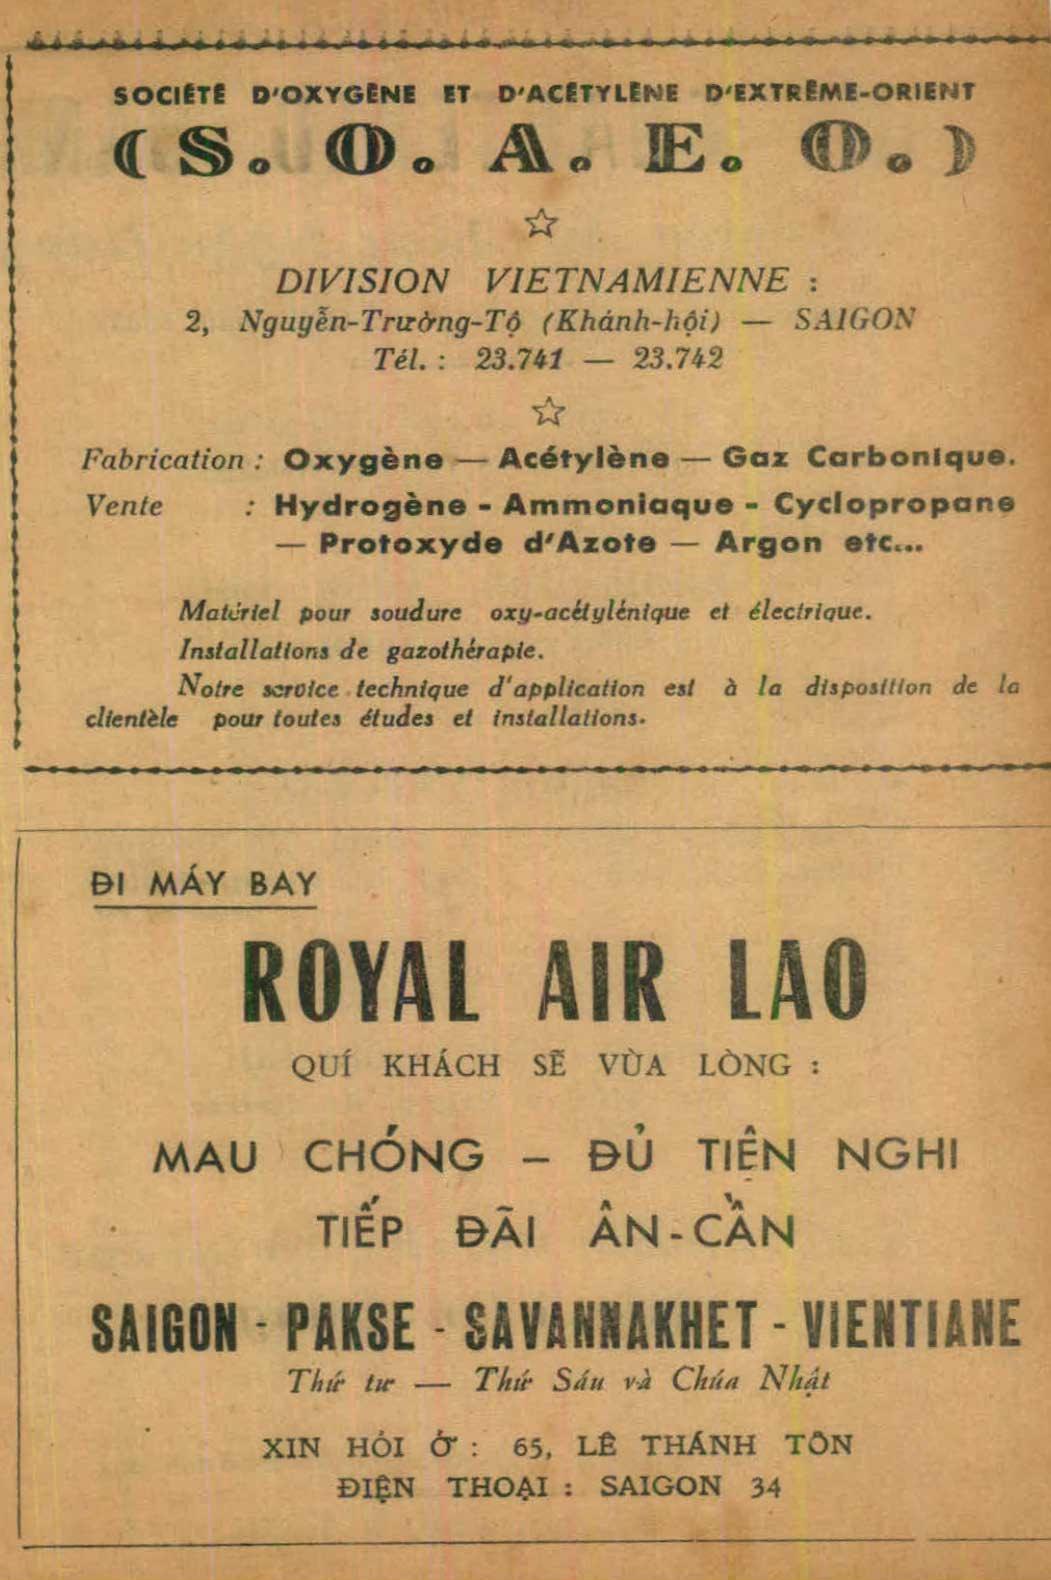 SOCIÉTÉ D'OXYGÈNE ET D'ACÉTYLÈNE D'EXTRÊME-ORIENT
( S. O. A. E. O. )
DIVISION VIETNAMIENNE :
2, Nguyễn-Trường-Tộ (Khánh-hội) — SAIGON
Tél. : 23.741 — 23.742
Fabrication : Oxygène — Acétylène — Gaz Carbonique.
Vente : Hydrogène - Ammoniaque - Cyclopropane
— Protoxyde d'Azote — Argon etc...
Matériel pour soudure oxy-acétylénique et électrique.
Installations de gazothérapie.
Notre service technique d'application est à la disposition de la
clientèle pour toutes études et installations.
ĐI MÁY BAY
ROYAL AIR LAO
QUÍ KHÁCH SẼ VỪA LÒNG :
MAU CHÓNG – ĐỦ TIỆN NGHI
TIẾP ĐÃI ÂN-CẦN
SAIGON - PAKSE - SAVANNAKHET - VIENTIANE
Thứ tư — Thứ Sáu và Chúa Nhật
XIN HỎI Ở : 65, LÊ THÁNH TÔN
ĐIỆN THOẠI : SAIGON 34